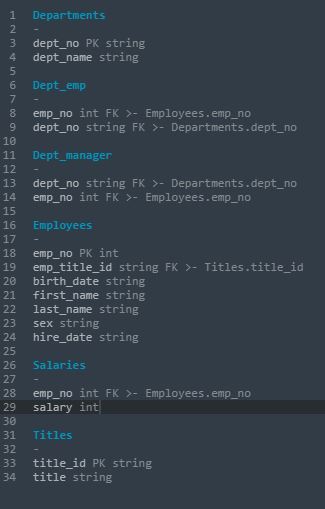 1 Departments
2 -
3 dept_no PK string
4 dept_name string
5
6 Dept_emp
7 -
8 emp_no int FK >- Employees.emp_no
9 dept_no string FK >- Departments.dept_no
10
11 Dept_manager
12 -
13 dept_no string FK >- Departments.dept_no
14 emp_no int FK >- Employees.emp_no
15
16 Employees
17 -
18 emp_no PK int
19 emp_title_id string FK >- Titles.title_id
20 birth_date string
21 first_name string
22 last_name string
23 sex string
24 hire_date string
25
26 Salaries
27 -
28 emp_no int FK >- Employees.emp_no
29 salary int
30
31 Titles
32 -
33 title_id PK string
34 title string